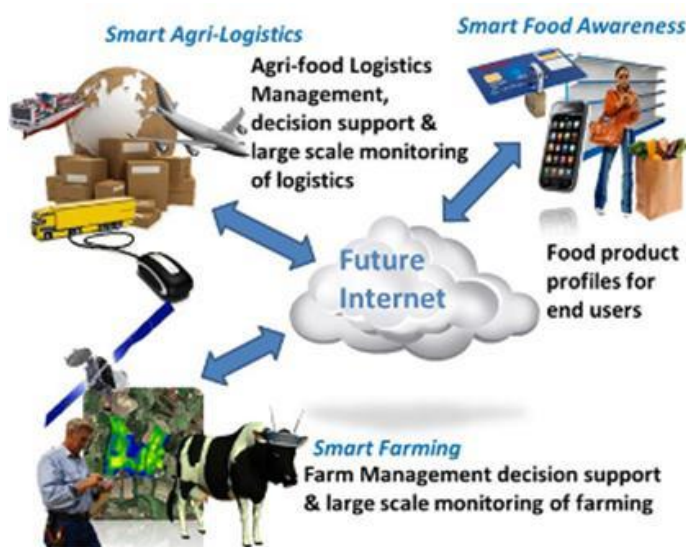 Smart Agri-Logistics
Agri-food Logistics
Management,
decision support &
large scale monitoring
of logistics
Smart Food Awareness
Food product
profiles for
end users
Future
Internet
Smart Farming
Farm Management decision support
& large scale monitoring of farming